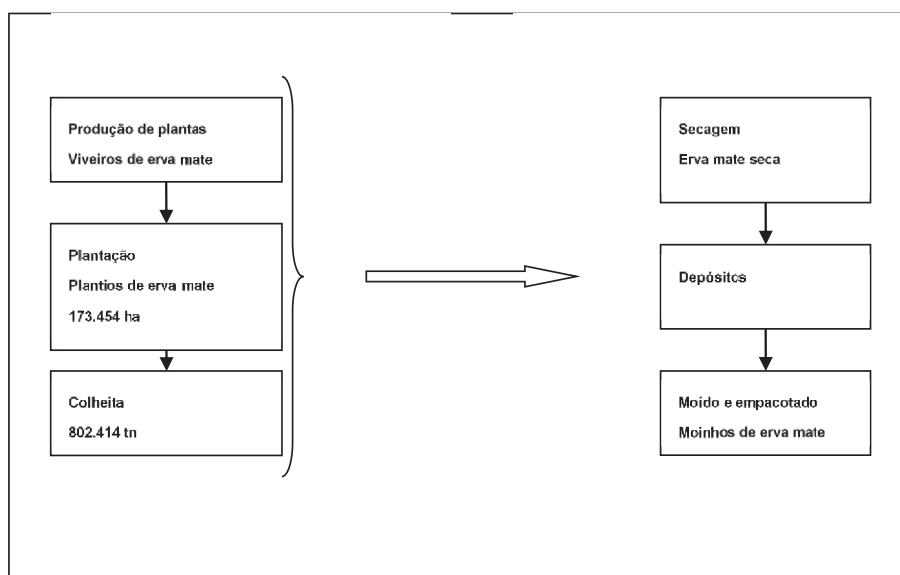 Produção de plantas
Viveiros de erva mate
Plantação
Plantios de erva mate
173.454 ha
Colheita
802.414 tn
Secagem
Erva mate seca
Depósitos
Moído e empacotado
Moinhos de erva mate